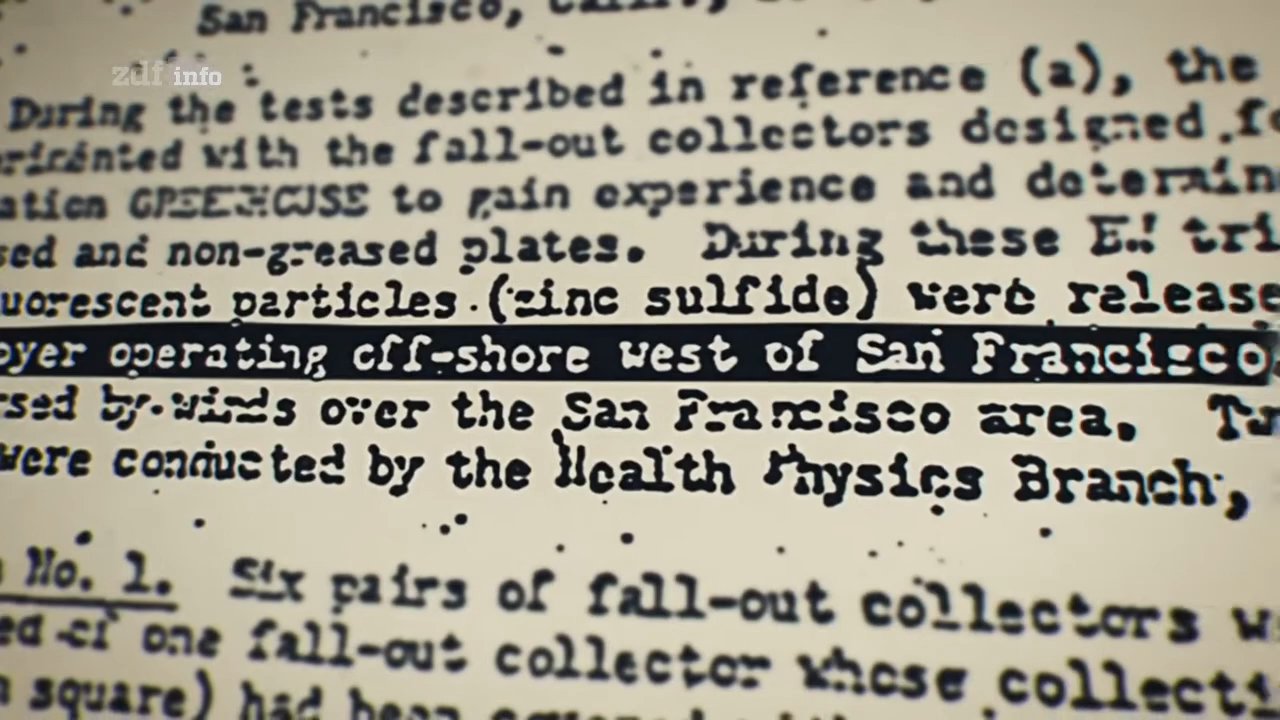 San Francisco, Calif.,
zdf info
During the tests described in reference (a), the
with the fall-out collectors designed
GREENHOUSE to gain experience and
and non-greased plates. During these
particles (zinc sulfide) were
operating off-shore west of San Francisco
by winds over the San Francisco area.
were conducted by the Health Physics Branch,
No. 1. Six pairs of fall-out collectors
one fall-out collector whose
square) had been